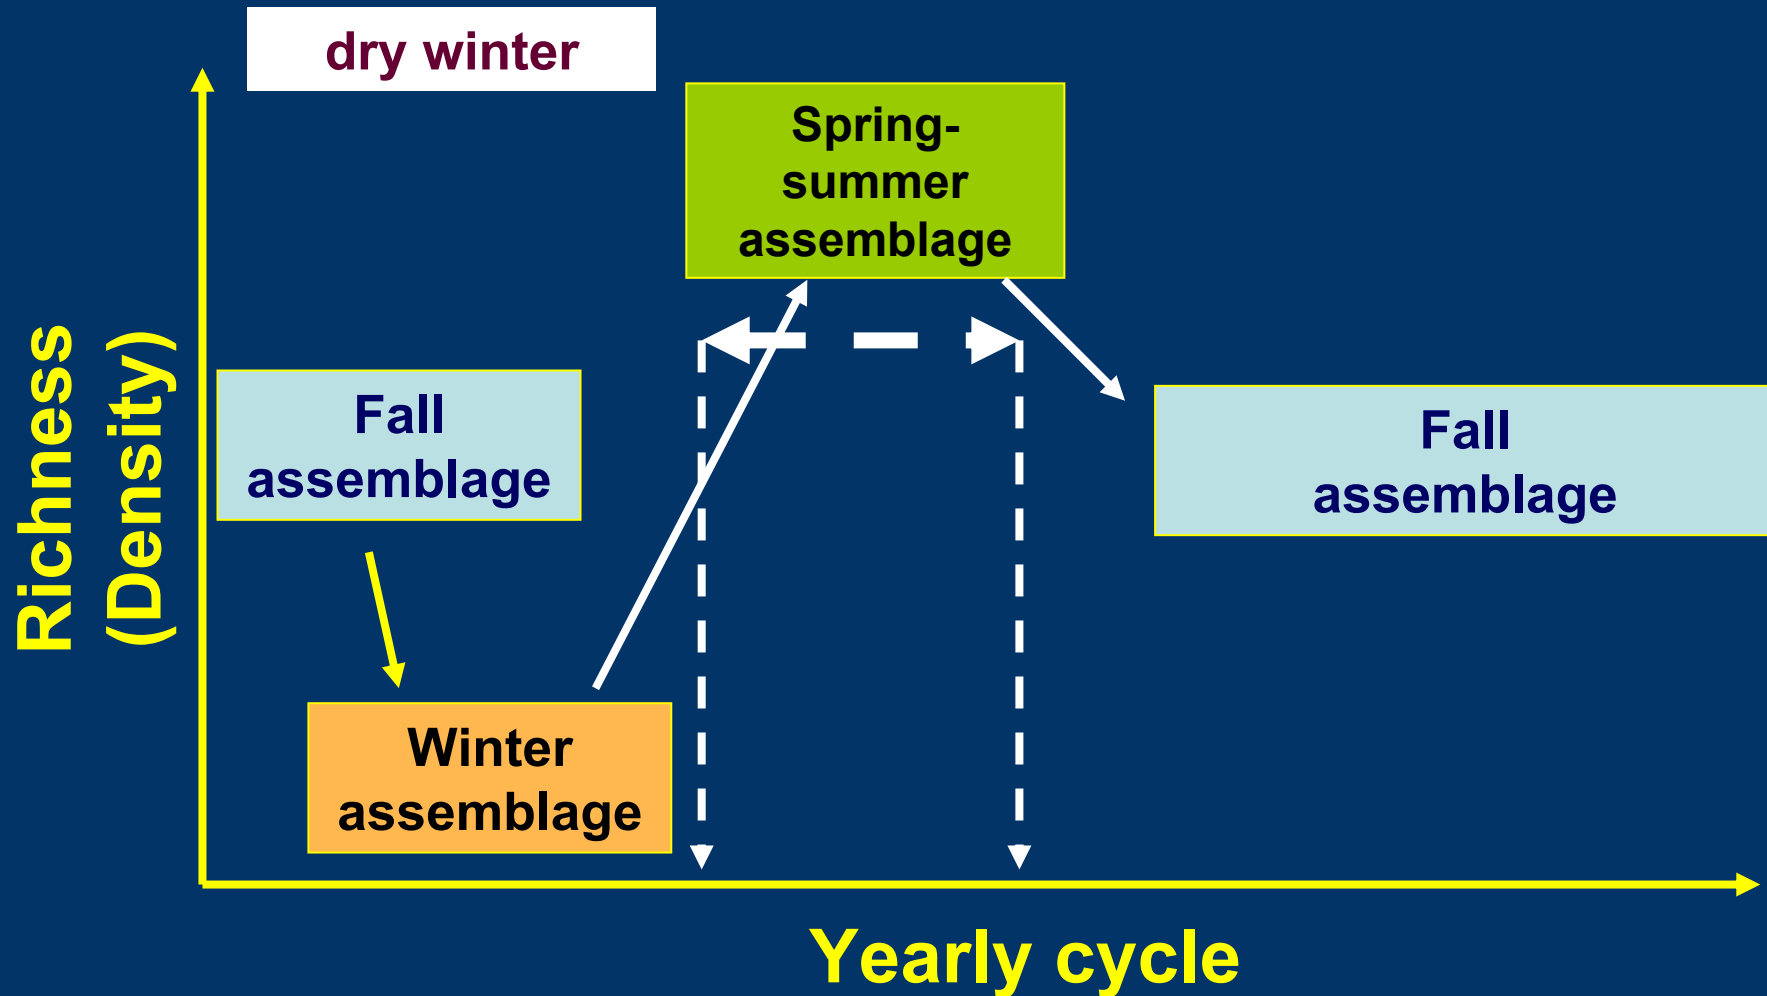 dry winter
Spring-
summer
assemblage
Richness
(Density)
Fall
assemblage
Fall
assemblage
Winter
assemblage
Yearly cycle